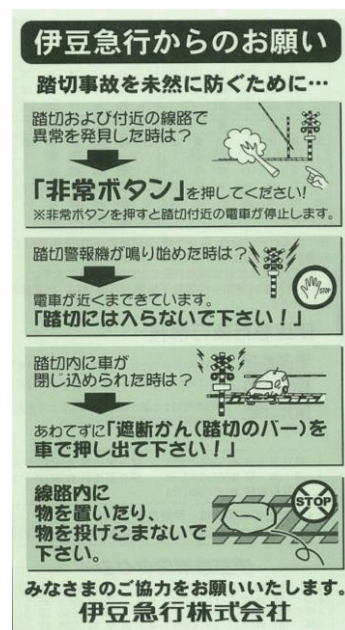 伊豆急行からのお願い
踏切事故を未然に防ぐために…
踏切および付近の線路で
異常を発見した時は？
「非常ボタン」を押してください！
※非常ボタンを押すと踏切付近の電車が停止します。
踏切警報機が鳴り始めた時は？
STOP
電車が近くまできています。
「踏切には入らないで下さい！」
踏切内に車が
閉じ込められた時は？
あわてずに「遮断かん（踏切のバー）を
車で押し出て下さい！」
線路内に
物を置いたり、
物を投げこまないで
下さい。
STOP
みなさまのご協力をお願いいたします。
伊豆急行株式会社